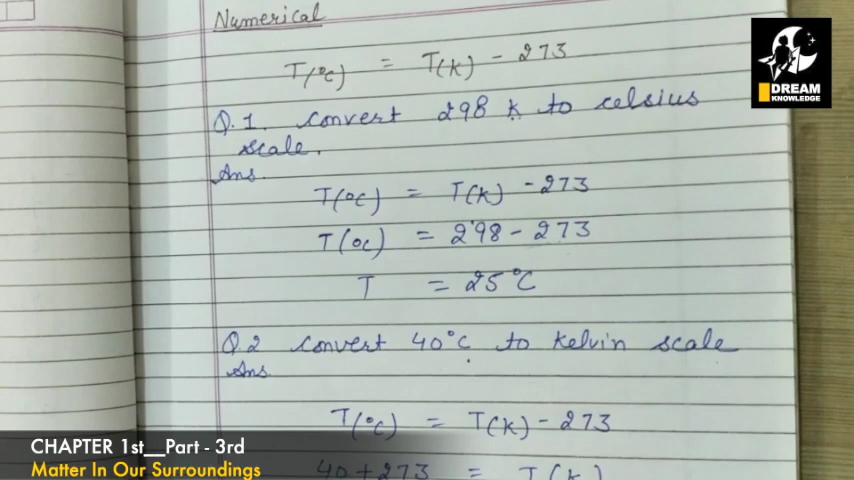 Numerical
T(°C) = T(K) - 273
Q.1. Convert 298 K to celsius
scale.
Ans.
T(°C) = T(K) - 273
T(°C) = 298 - 273
T = 25°C
Q.2 Convert 40°C to Kelvin scale
Ans.
T(°C) = T(K) - 273
40 + 273 = T(K)
DREAM
KNOWLEDGE
CHAPTER 1st__Part - 3rd
Matter In Our Surroundings